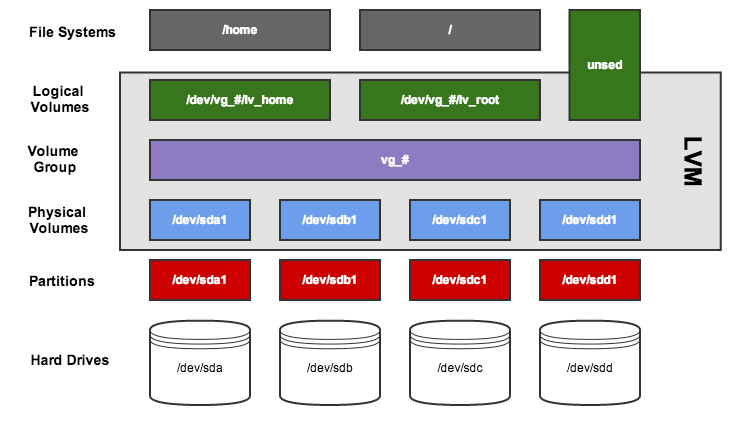 File Systems
/home
/
unsed
Logical
Volumes
/dev/vg_#/lv_home
/dev/vg_#/lv_root
Volume
Group
vg_#
LVM
Physical
Volumes
/dev/sda1
/dev/sdb1
/dev/sdc1
/dev/sdd1
Partitions
/dev/sda1
/dev/sdb1
/dev/sdc1
/dev/sdd1
Hard Drives
/dev/sda
/dev/sdb
/dev/sdc
/dev/sdd